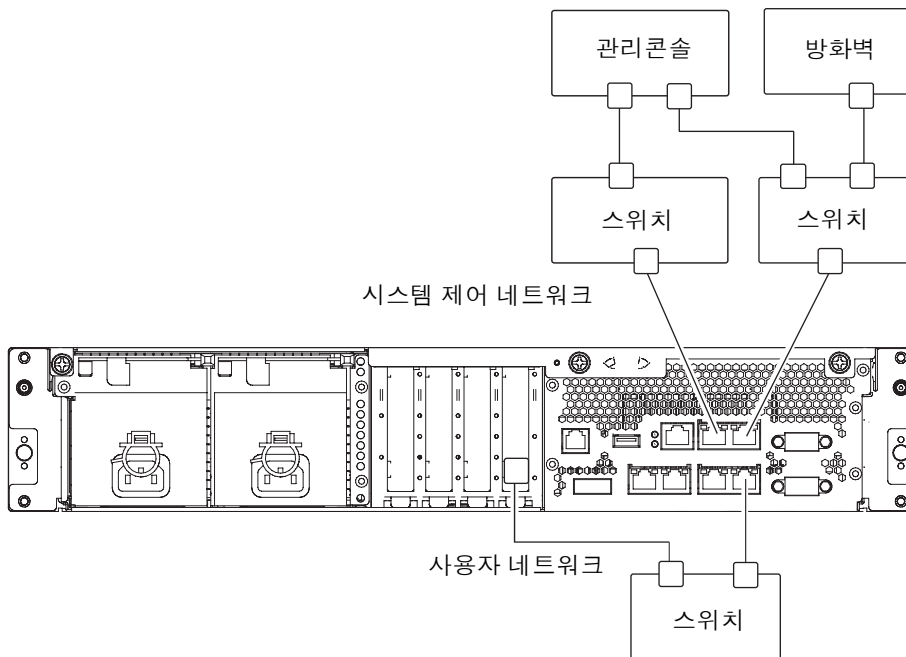 관리콘솔
방화벽
스위치
스위치
시스템 제어 네트워크
사용자 네트워크
스위치